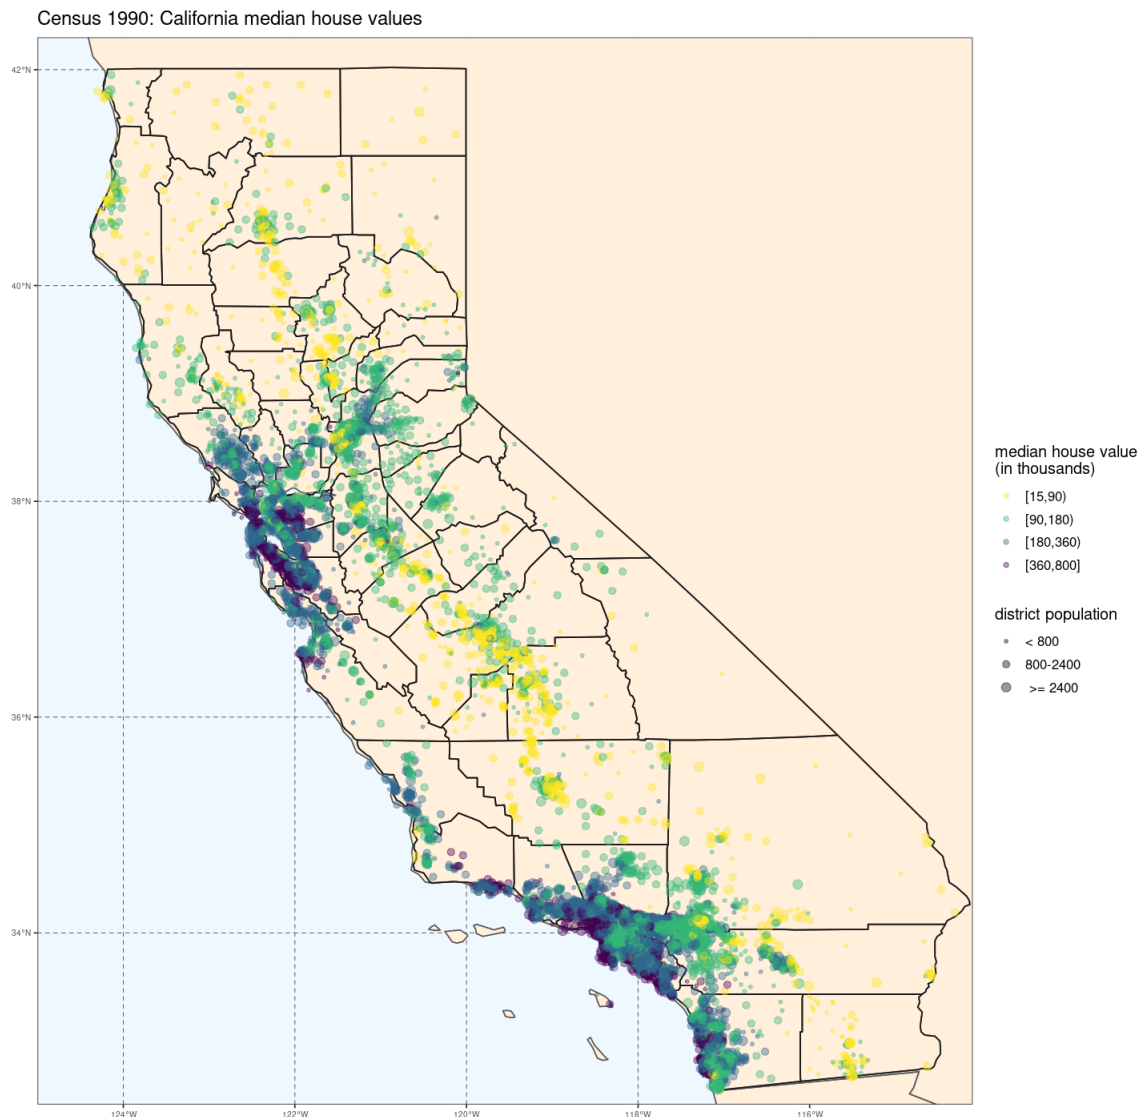 Census 1990: California median house values
42°N
40°N
38°N
36°N
34°N
124°W
122°W
120°W
118°W
116°W
median house value
(in thousands)
[15,90)
[90,180)
[180,360)
[360,800]
district population
< 800
800-2400
>= 2400